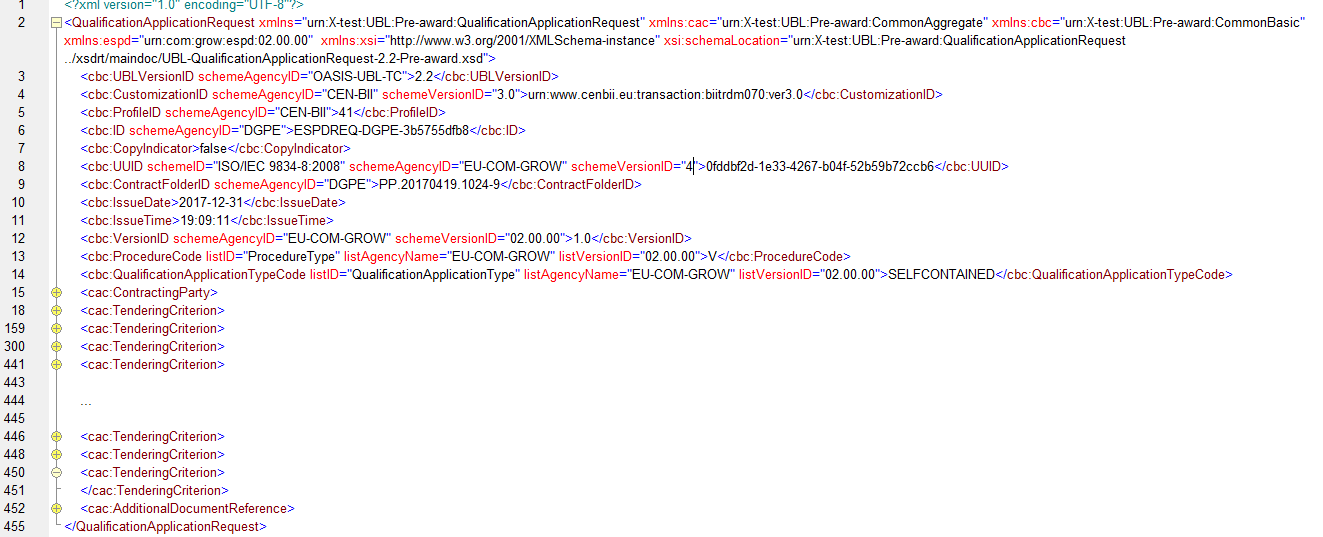 1 <?xml version="1.0" encoding="UTF-8"?>
2 <QualificationApplicationRequest xmlns="urn:X-test:UBL:Pre-award:QualificationApplicationRequest" xmlns:cac="urn:X-test:UBL:Pre-award:CommonAggregate" xmlns:cbc="urn:X-test:UBL:Pre-award:CommonBasic"
xmlns:espd="urn:com:grow:espd:02.00.00" xmlns:xsi="http://www.w3.org/2001/XMLSchema-instance" xsi:schemaLocation="urn:X-test:UBL:Pre-award:QualificationApplicationRequest
../xsdrt/maindoc/UBL-QualificationApplicationRequest-2.2-Pre-award.xsd">
3 <cbc:UBLVersionID schemeAgencyID="OASIS-UBL-TC">2.2</cbc:UBLVersionID>
4 <cbc:CustomizationID schemeAgencyID="CEN-BII" schemeVersionID="3.0">urn:www.cenbii.eu:transaction:biitrdm070:ver3.0</cbc:CustomizationID>
5 <cbc:ProfileID schemeAgencyID="CEN-BII">41</cbc:ProfileID>
6 <cbc:ID schemeAgencyID="DGPE">ESPDREQ-DGPE-3b5755dfb8</cbc:ID>
7 <cbc:CopyIndicator>false</cbc:CopyIndicator>
8 <cbc:UUID schemeID="ISO/IEC 9834-8:2008" schemeAgencyID="EU-COM-GROW" schemeVersionID="4">0fddbf2d-1e33-4267-b04f-52b59b72ccb6</cbc:UUID>
9 <cbc:ContractFolderID schemeAgencyID="DGPE">PP.20170419.1024-9</cbc:ContractFolderID>
10 <cbc:IssueDate>2017-12-31</cbc:IssueDate>
11 <cbc:IssueTime>19:09:11</cbc:IssueTime>
12 <cbc:VersionID schemeAgencyID="EU-COM-GROW" schemeVersionID="02.00.00">1.0</cbc:VersionID>
13 <cbc:ProcedureCode listID="ProcedureType" listAgencyName="EU-COM-GROW" listVersionID="02.00.00">V</cbc:ProcedureCode>
14 <cbc:QualificationApplicationTypeCode listID="QualificationApplicationType" listAgencyName="EU-COM-GROW" listVersionID="02.00.00">SELFCONTAINED</cbc:QualificationApplicationTypeCode>
15 <cac:ContractingParty>
18 <cac:TenderingCriterion>
159 <cac:TenderingCriterion>
300 <cac:TenderingCriterion>
441 <cac:TenderingCriterion>
443
444 ...
445
446 <cac:TenderingCriterion>
448 <cac:TenderingCriterion>
450 <cac:TenderingCriterion>
451 </cac:TenderingCriterion>
452 <cac:AdditionalDocumentReference>
455 </QualificationApplicationRequest>